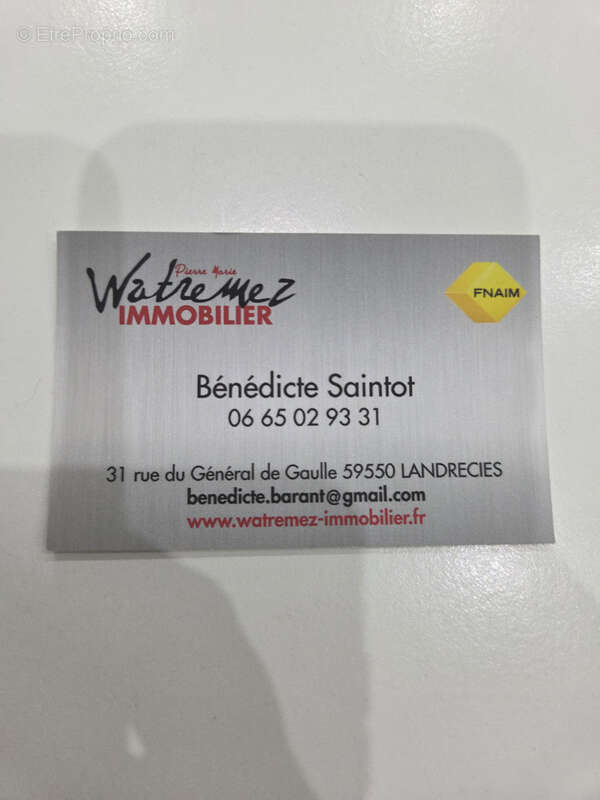 © EtreProprio.com
Pierre Marie
Watremez
IMMOBILIER
FNAIM
Bénédicte Saintot
06 65 02 93 31
31 rue du Général de Gaulle 59550 LANDRECIES
benedicte.barant@gmail.com
www.watremez-immobilier.fr